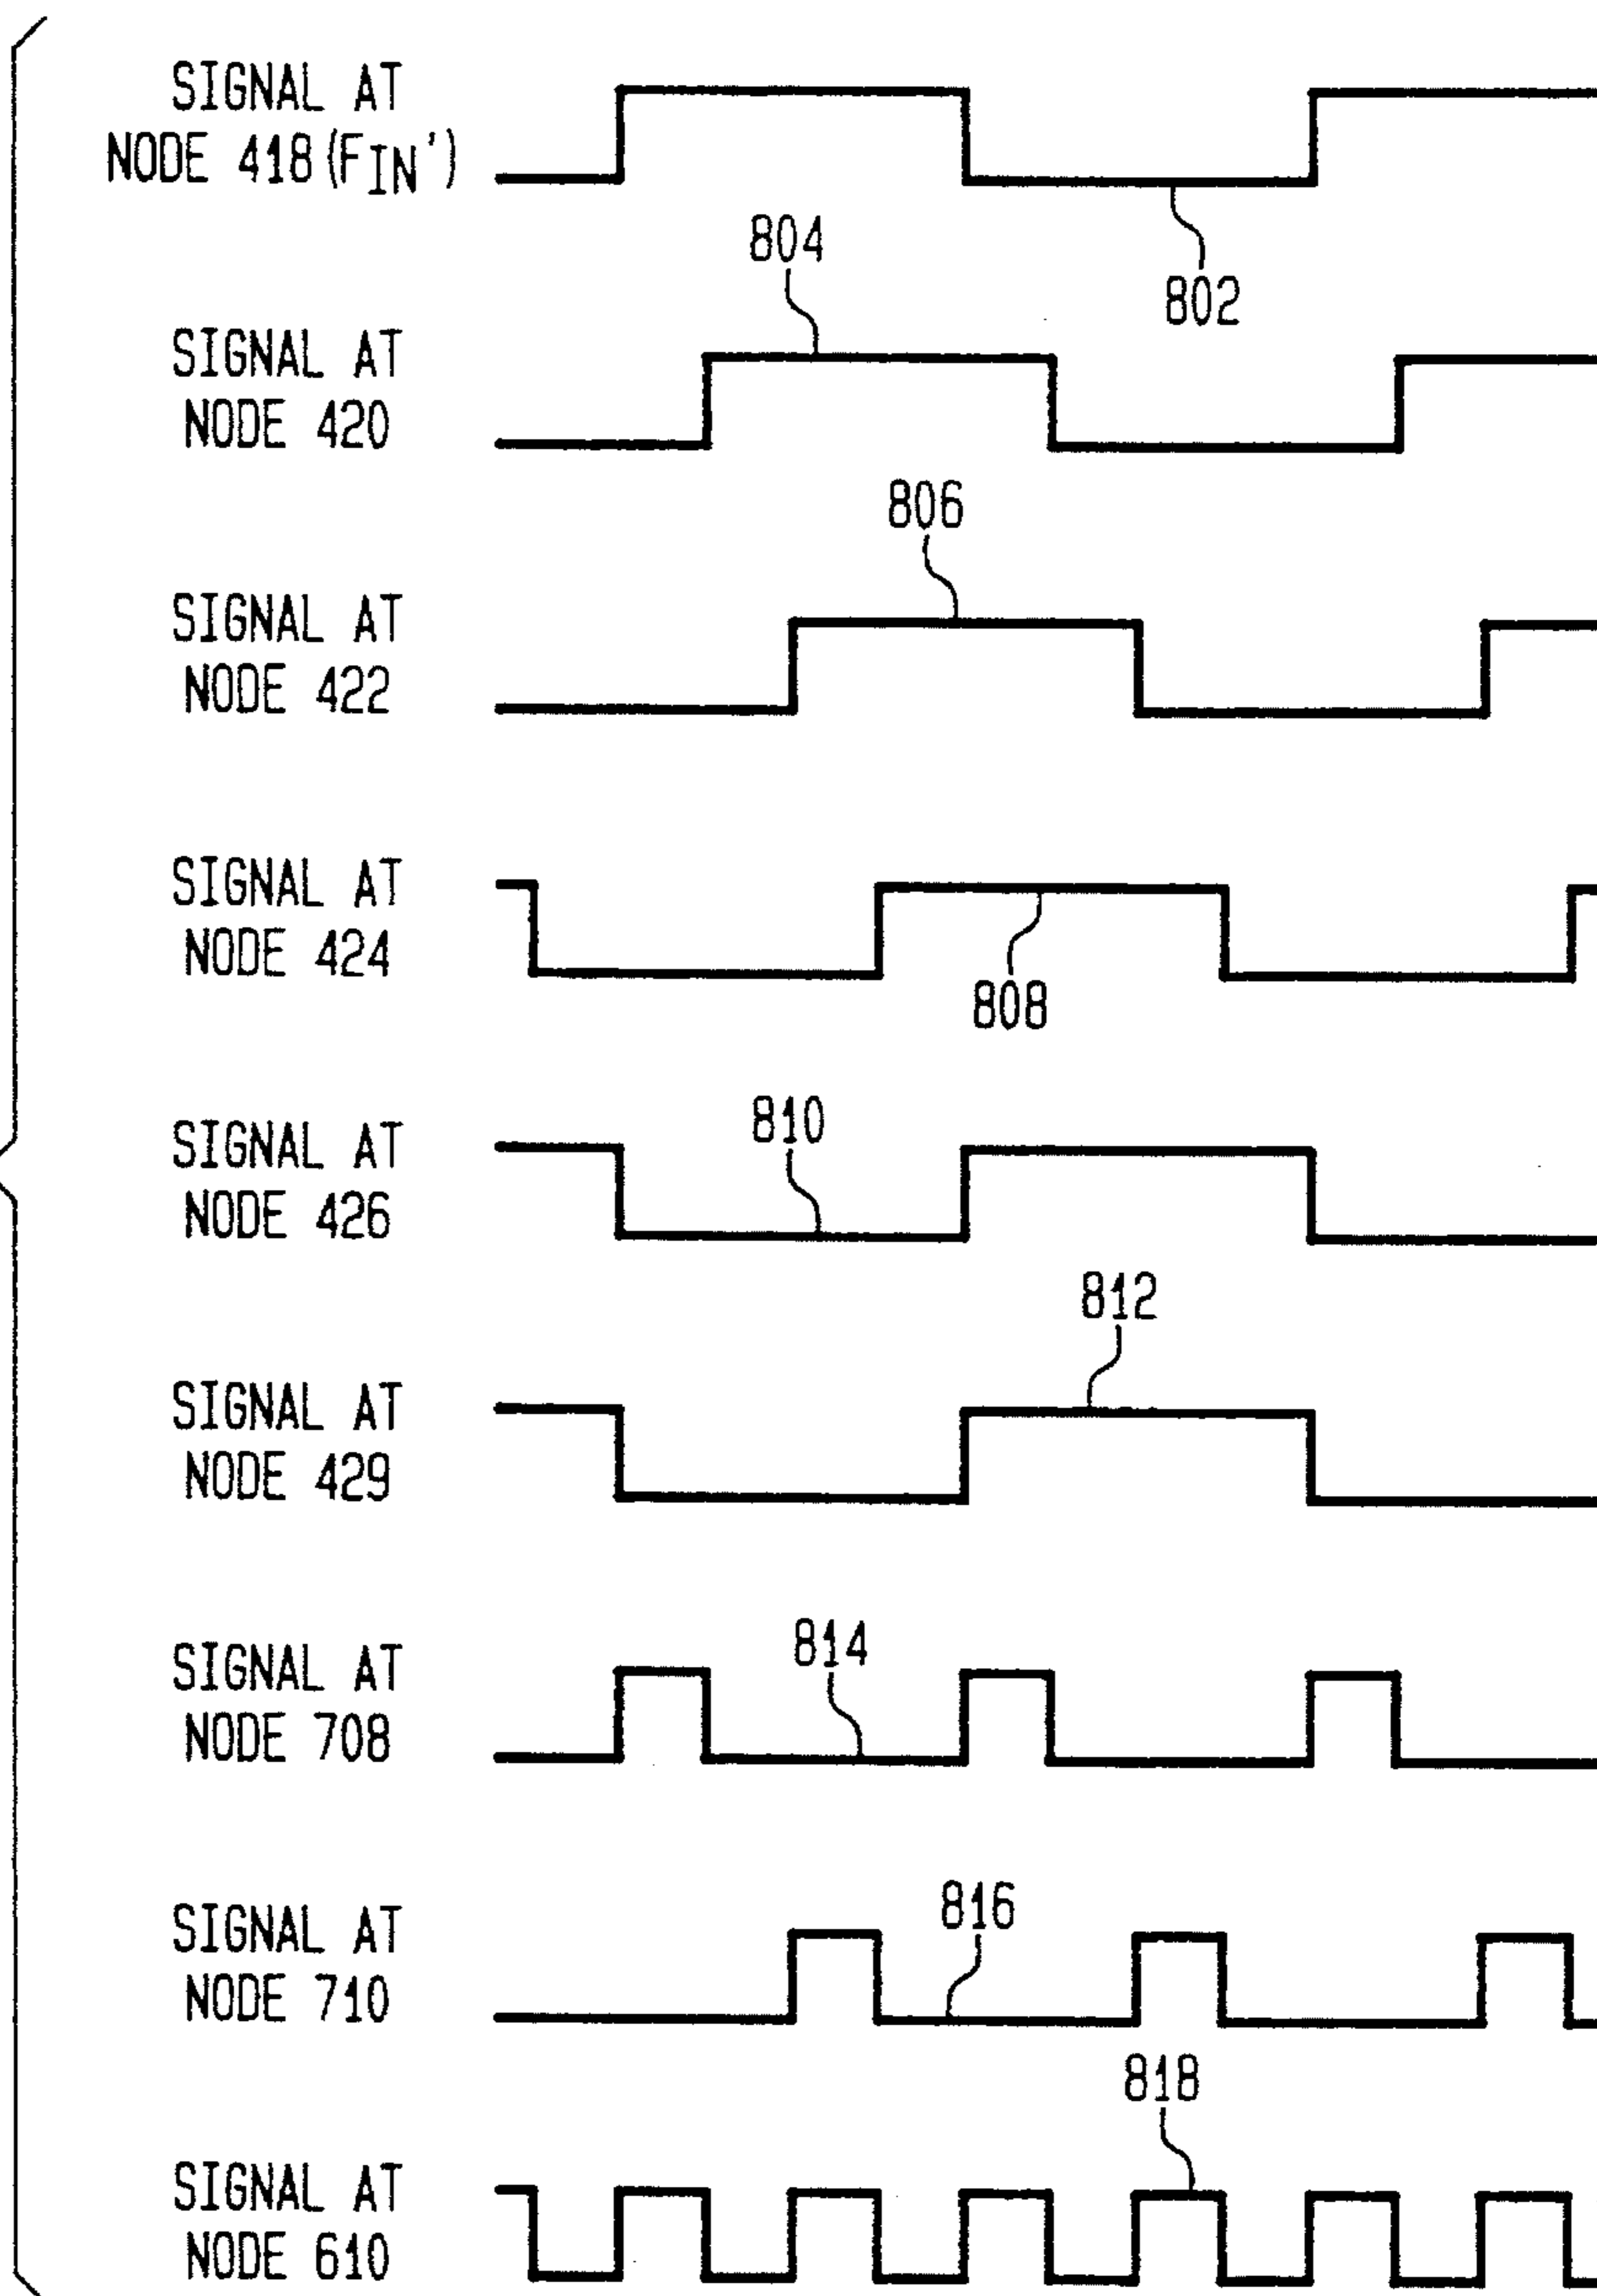 SIGNAL AT
NODE 418 (FIN')
802
804
SIGNAL AT
NODE 420
806
SIGNAL AT
NODE 422
SIGNAL AT
NODE 424
808
810
SIGNAL AT
NODE 426
812
SIGNAL AT
NODE 429
814
SIGNAL AT
NODE 708
816
SIGNAL AT
NODE 710
818
SIGNAL AT
NODE 610